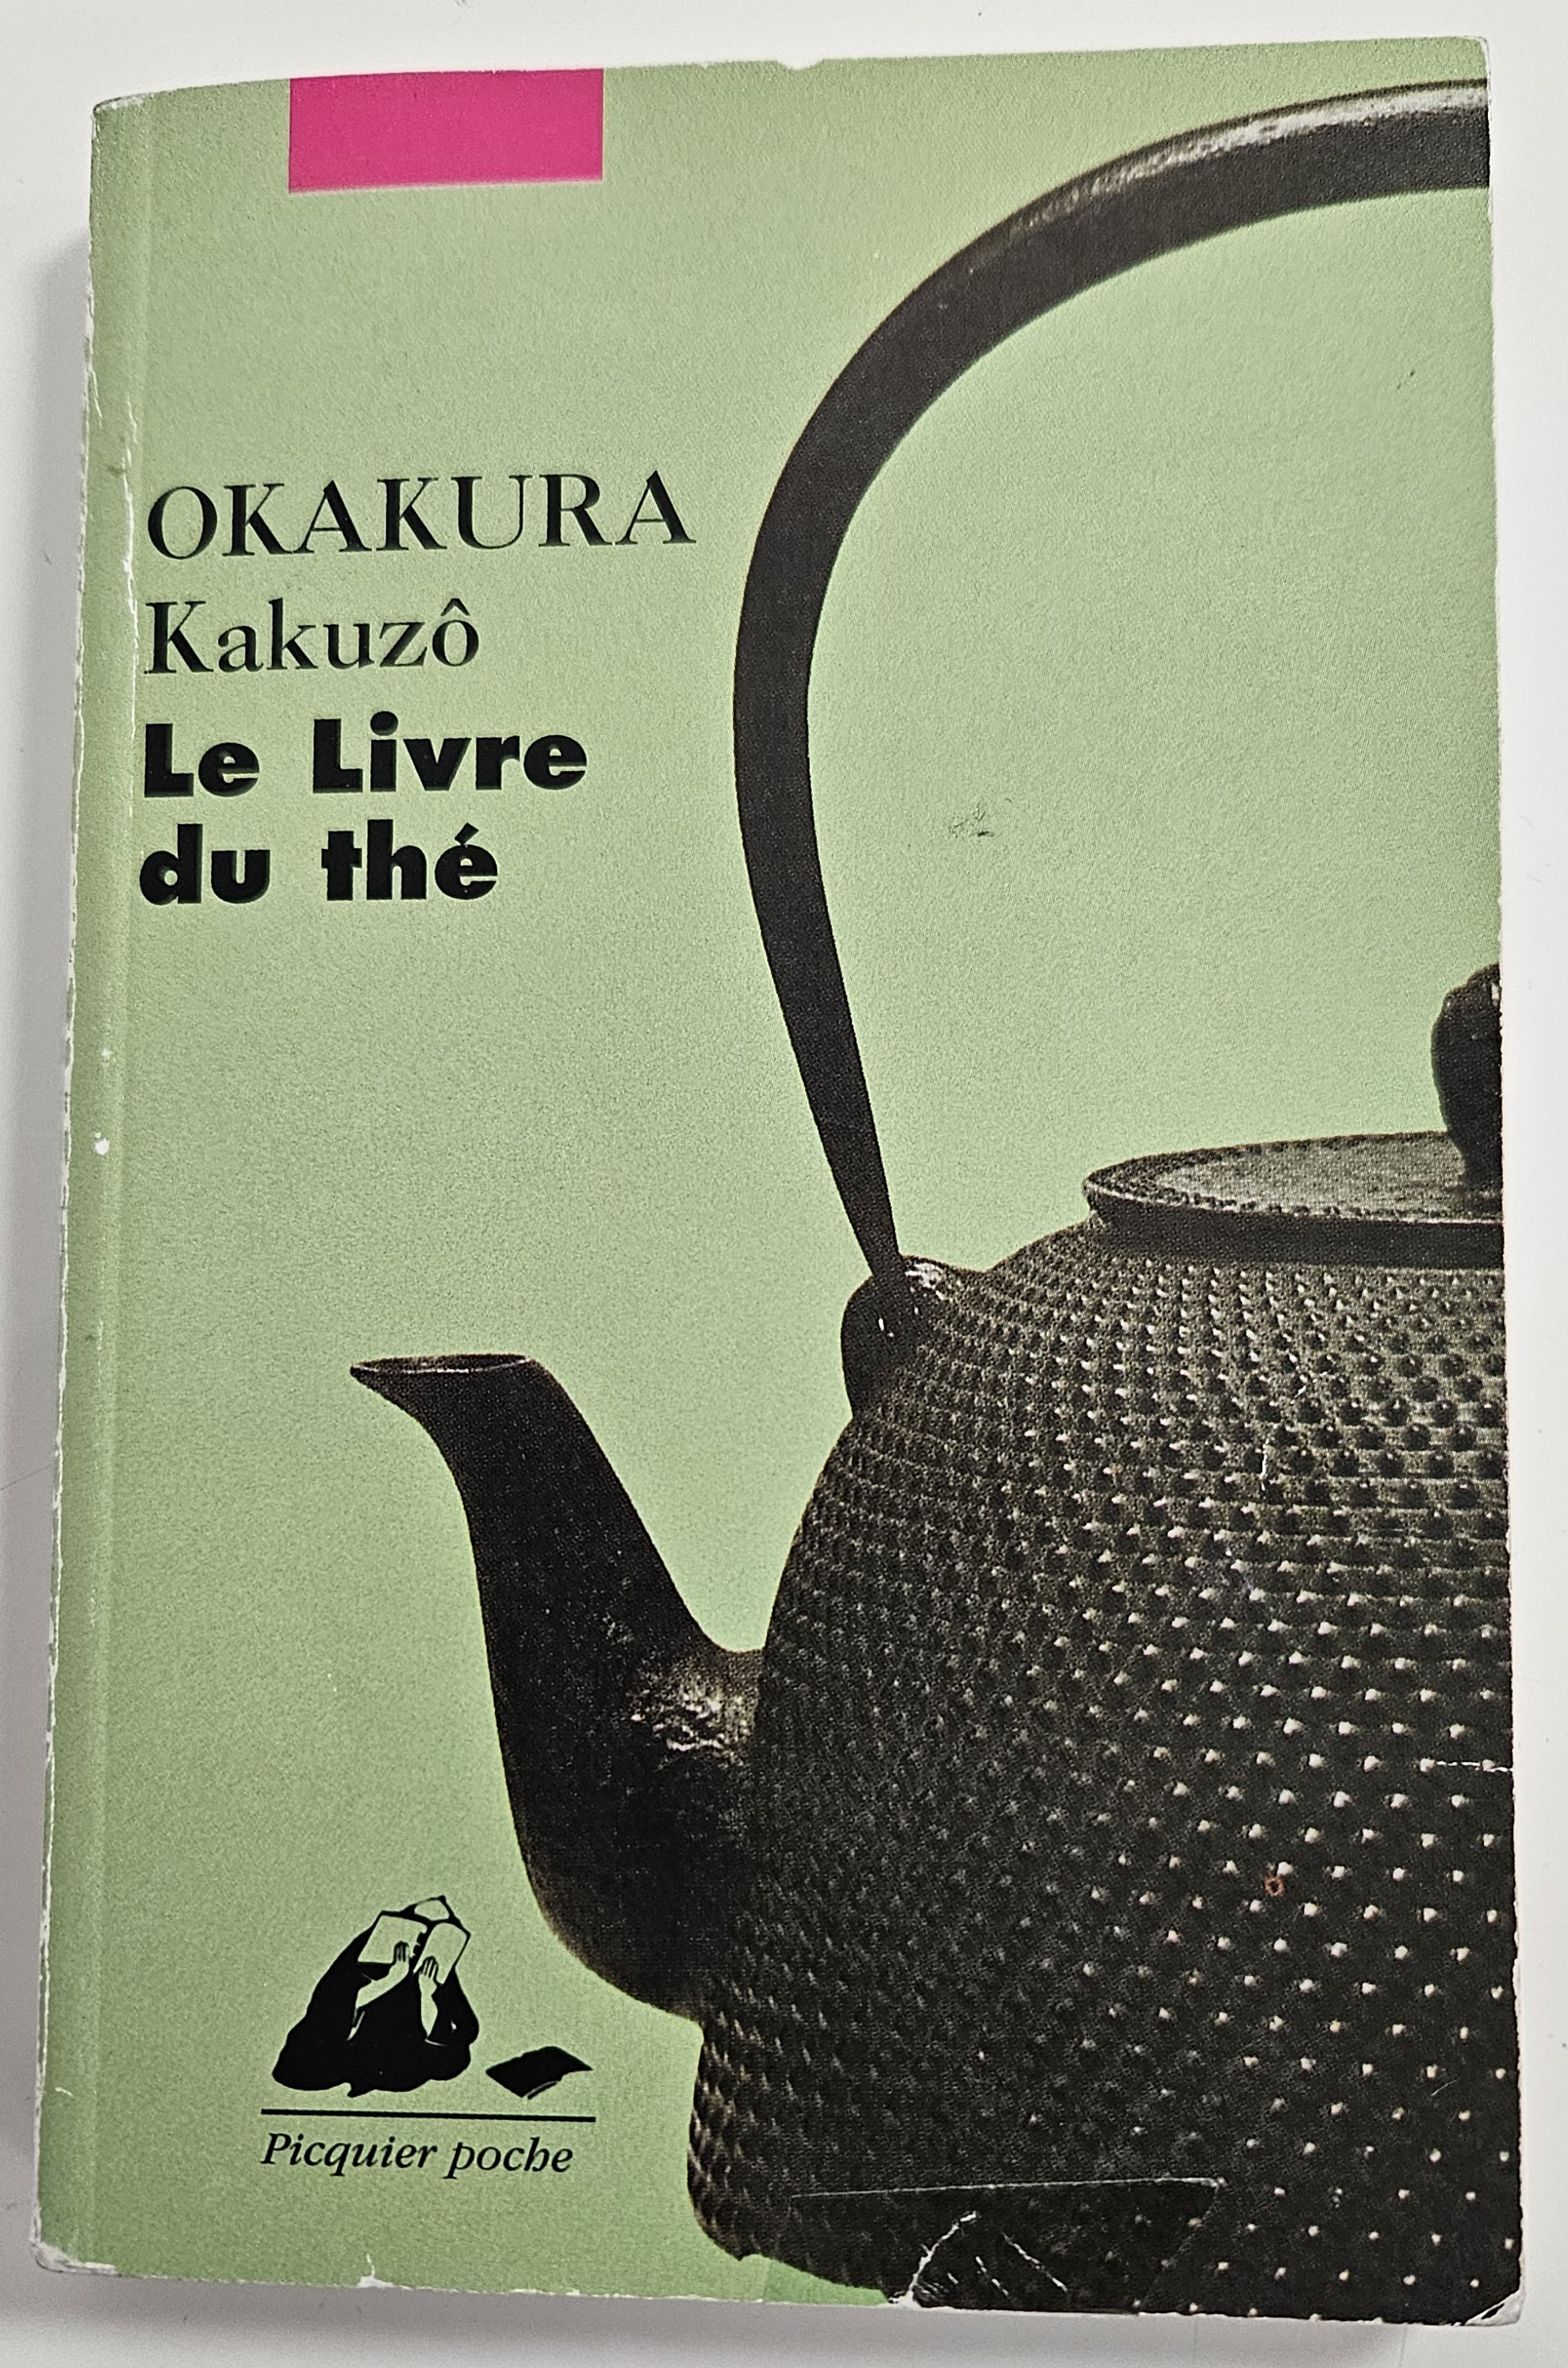 OKAKURA
Kakuzô
Le Livre
du thé
Picquier poche